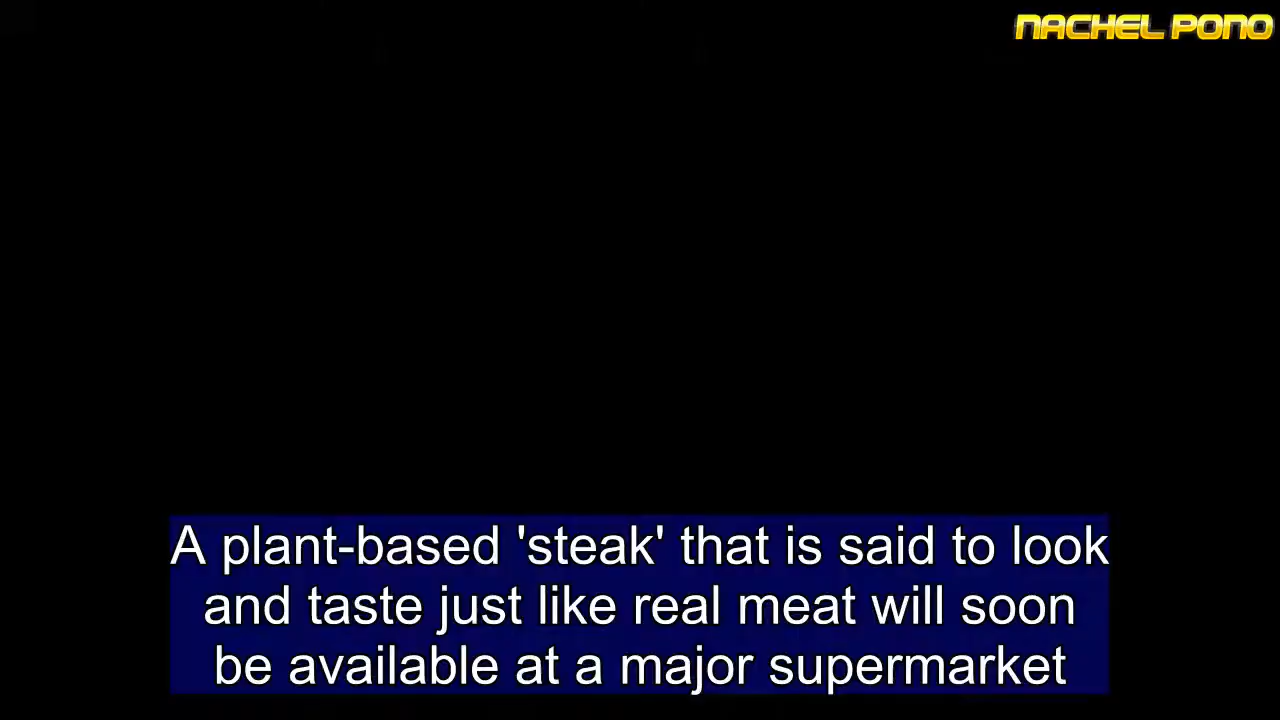 NACHEL PONO
A plant-based 'steak' that is said to look
and taste just like real meat will soon
be available at a major supermarket